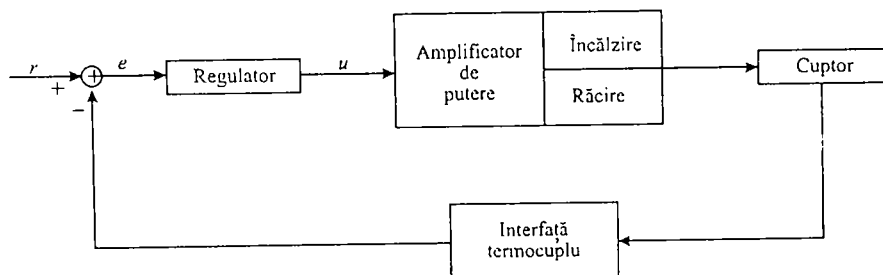 r
+
+
−
e
Regulator
u
Amplificator
de
putere
Încălzire
Răcire
Cuptor
Interfață
termocuplu